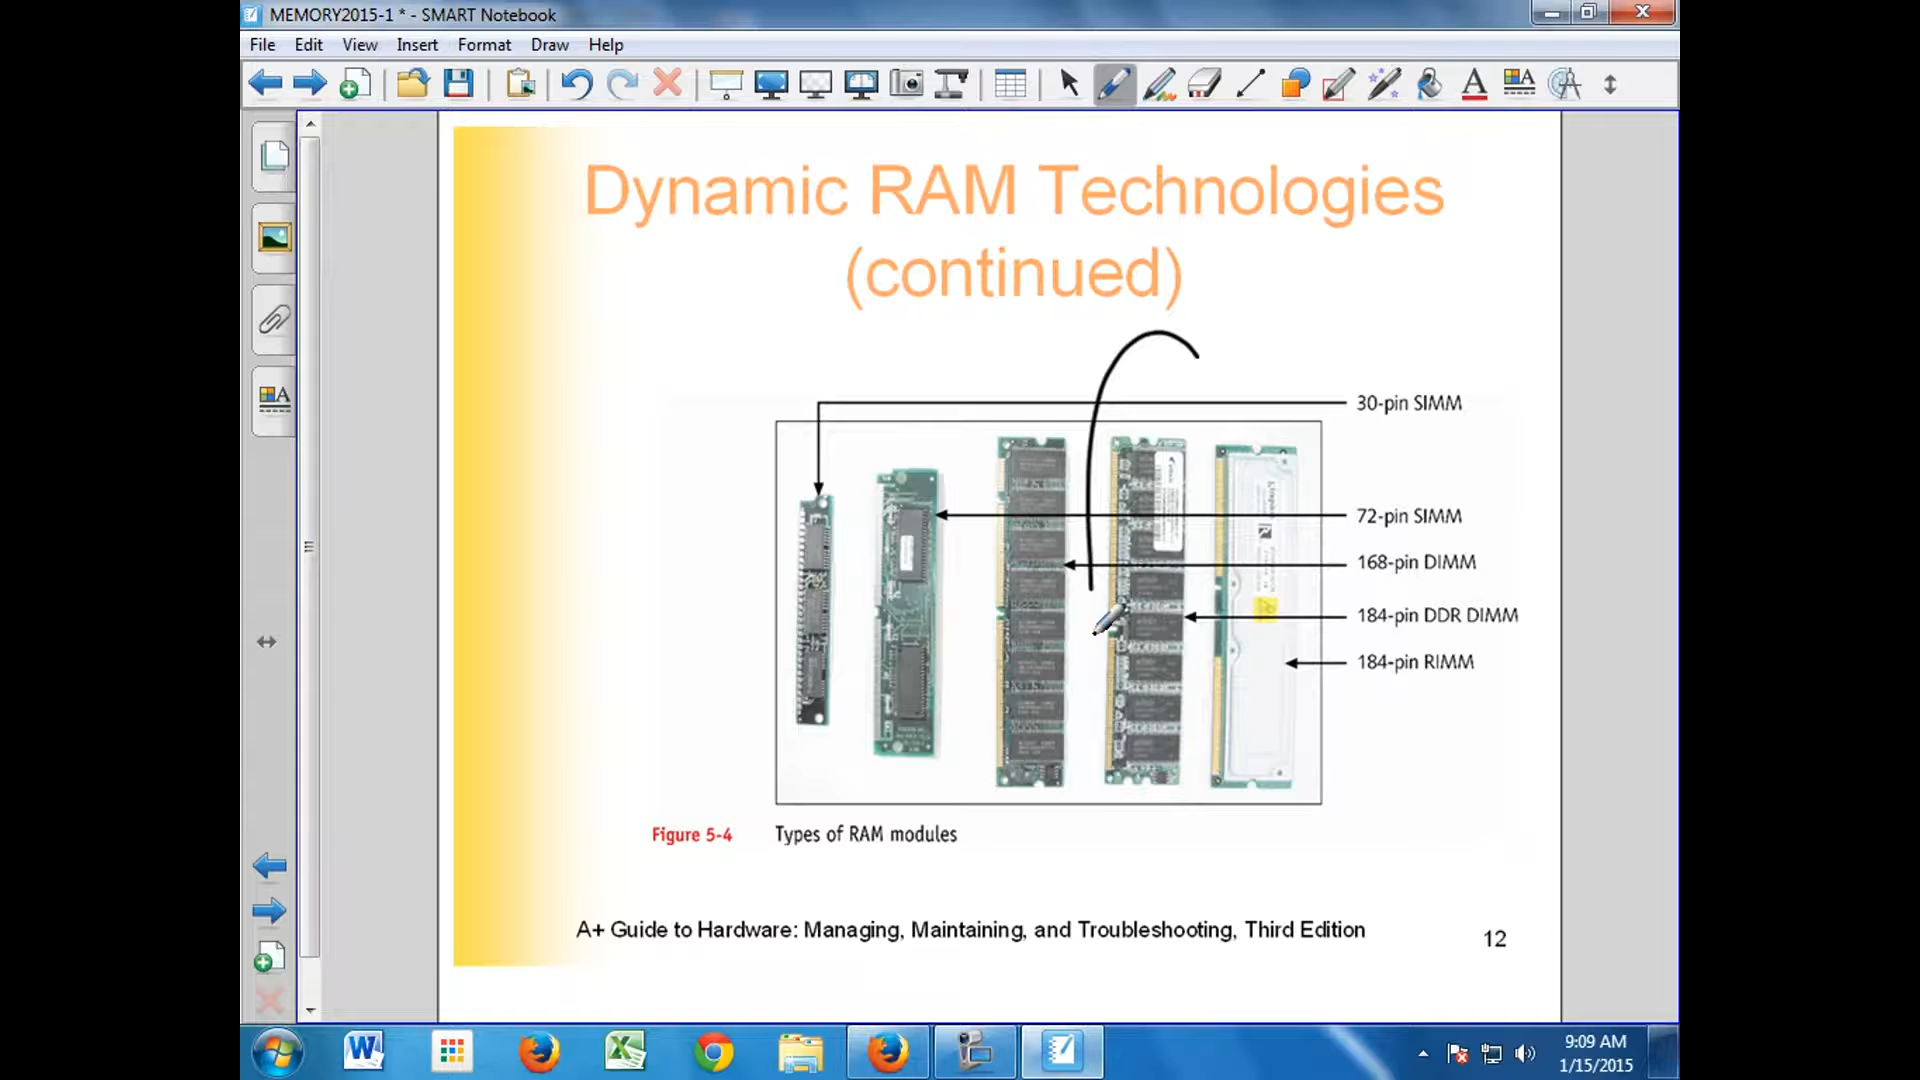 MEMORY2015-1 * - SMART Notebook
File Edit View Insert Format Draw Help
Dynamic RAM Technologies
(continued)
30-pin SIMM
72-pin SIMM
168-pin DIMM
184-pin DDR DIMM
184-pin RIMM
Figure 5-4 Types of RAM modules
A+ Guide to Hardware: Managing, Maintaining, and Troubleshooting, Third Edition
12
9:09 AM
1/15/2015